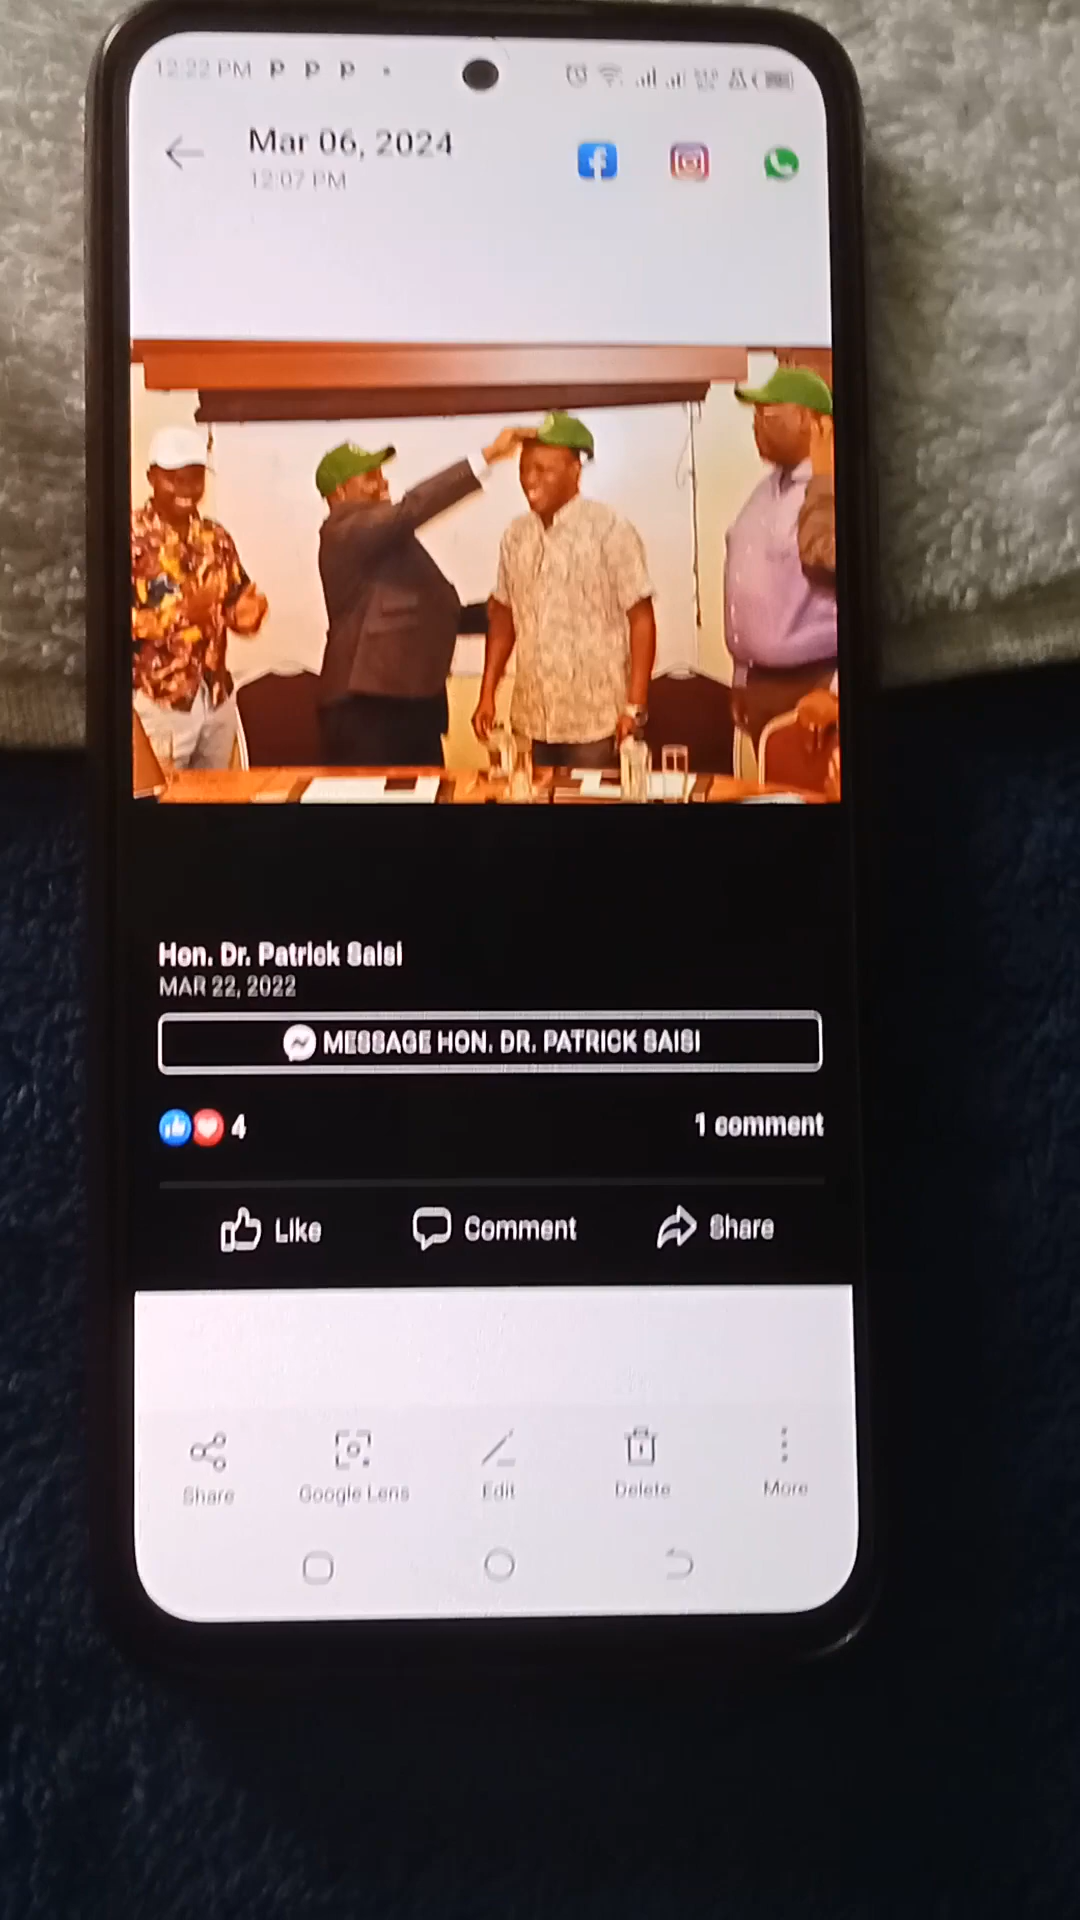 12:22 PM P P P
Mar 06, 2024
12:07 PM
Hon. Dr. Patrick Saisi
MAR 22, 2022
MESSAGE HON. DR. PATRICK SAISI
4
1 comment
Like Comment Share
Share Google Lens Edit Delete More